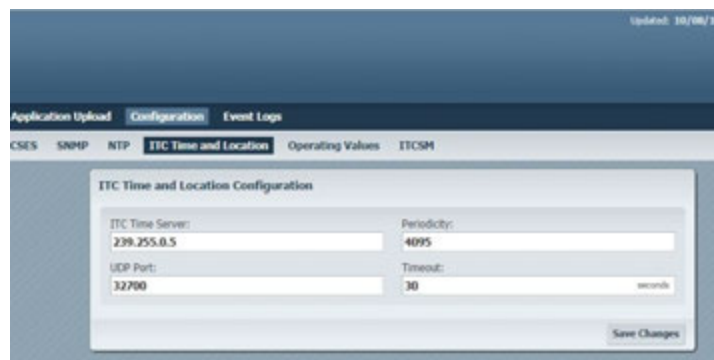 Updated: 10/08/1
Application Upload Configuration Event Logs
CSES SNMP NTP ITC Time and Location Operating Values ITCSM
ITC Time and Location Configuration
ITC Time Server: Periodicity:
239.255.0.5 4095
UDP Port: Timeout:
32700 30 seconds
Save Changes